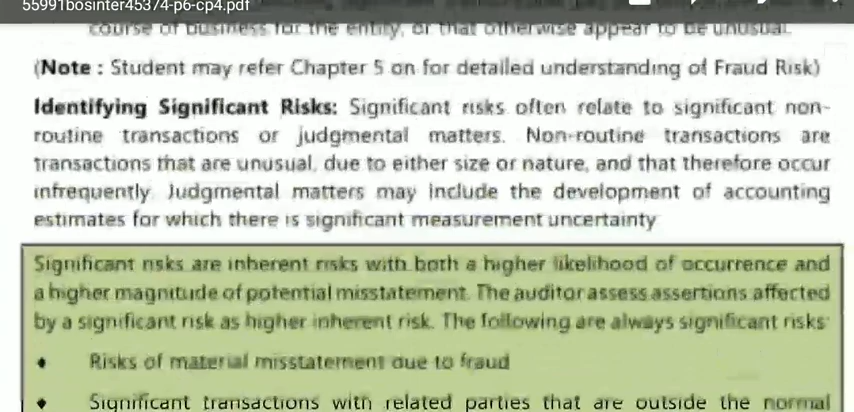 55991bosinter45374-p6-cp4.pdf
course of business for the entity, or that otherwise appear to be unusual.
(Note : Student may refer Chapter 5 on for detailed understanding of Fraud Risk)
Identifying Significant Risks: Significant risks often relate to significant non-
routine transactions or judgmental matters. Non-routine transactions are
transactions that are unusual, due to either size or nature, and that therefore occur
infrequently. Judgmental matters may include the development of accounting
estimates for which there is significant measurement uncertainty
Significant risks are inherent risks with both a higher likelihood of occurrence and
a higher magnitude of potential misstatement. The auditor assess assertions affected
by a significant risk as higher inherent risk. The following are always significant risks:
♦ Risks of material misstatement due to fraud
♦ Significant transactions with related parties that are outside the normal